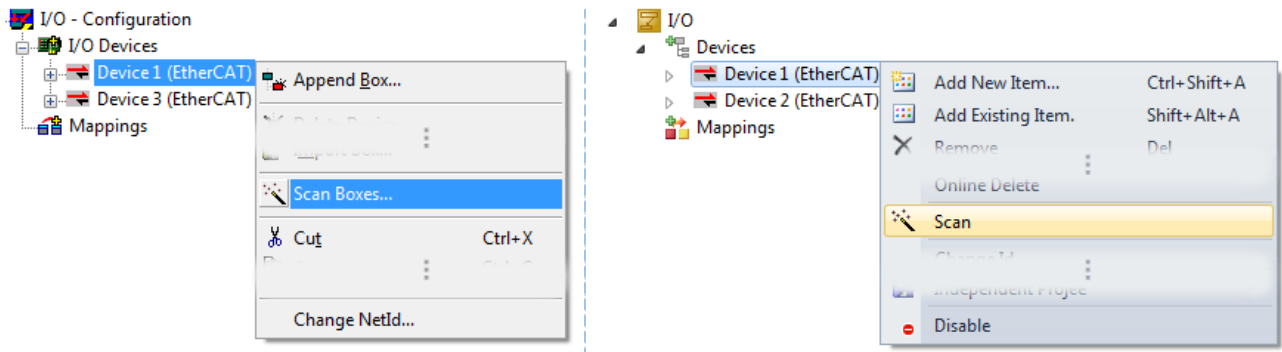 I/O - Configuration
I/O Devices
Device 1 (EtherCAT)
Device 3 (EtherCAT)
Mappings
Append Box...
Scan Boxes...
Cut Ctrl+X
Change NetId...
I/O
Devices
Device 1 (EtherCAT)
Device 2 (EtherCAT)
Mappings
Add New Item... Ctrl+Shift+A
Add Existing Item. Shift+Alt+A
Remove Del
Online Delete
Scan
Disable